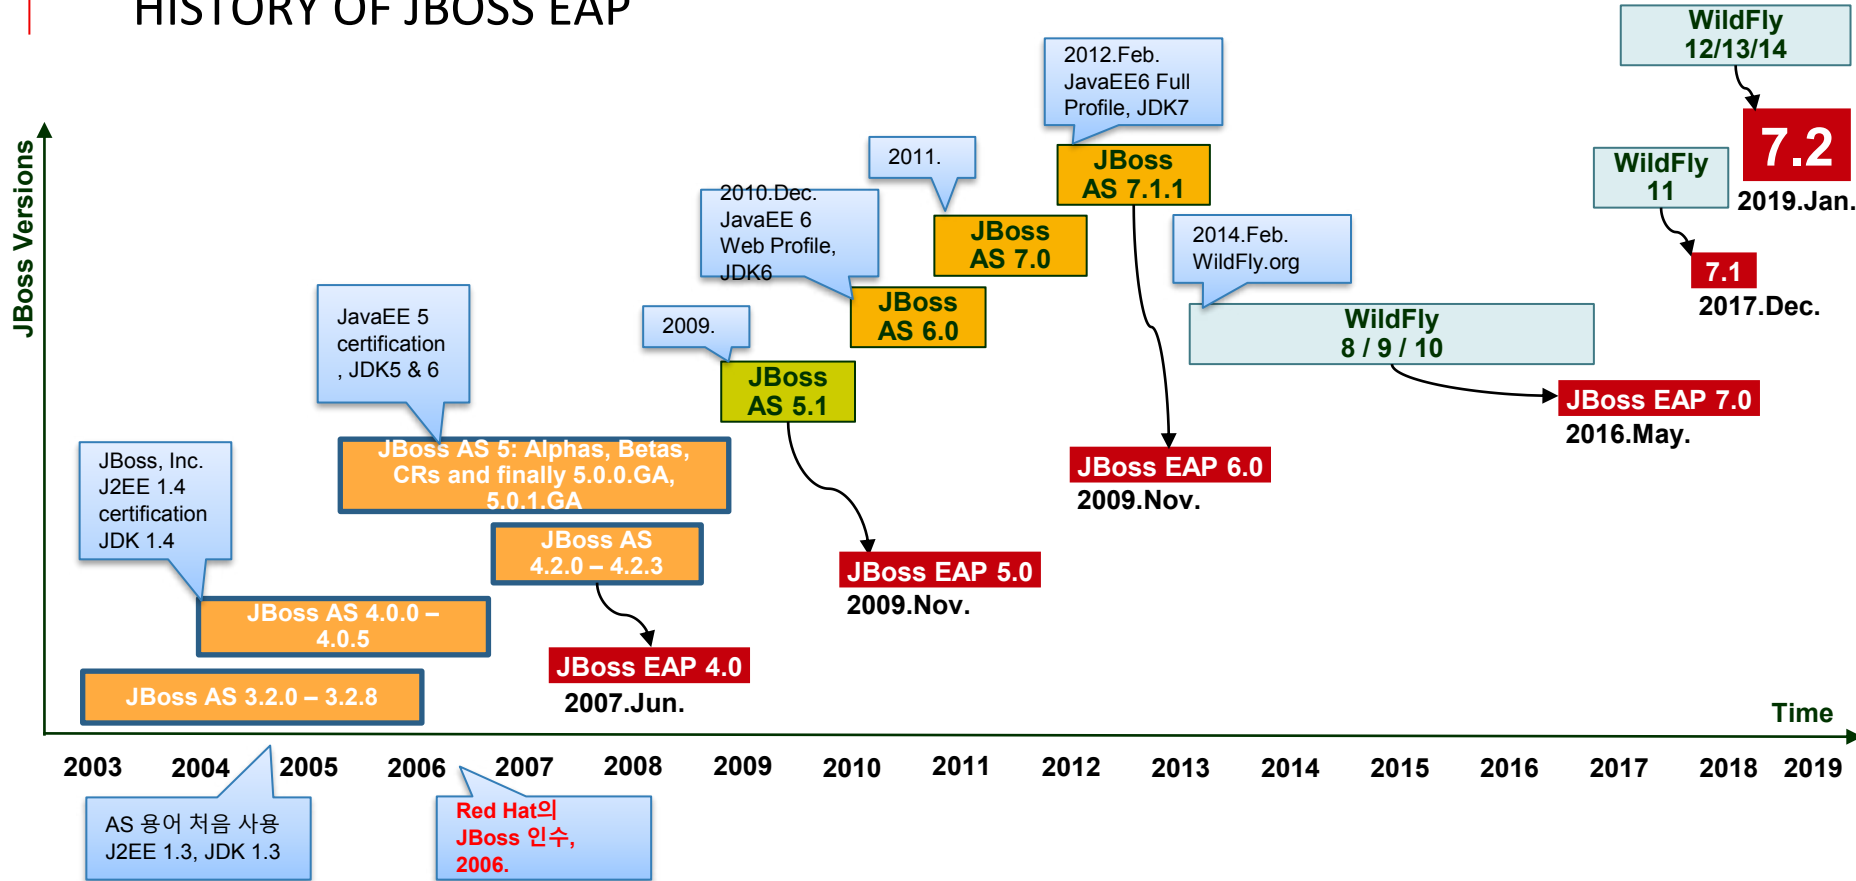 HISTORY OF JBOSS EAP
WildFly
12/13/14
2012.Feb.
JavaEE6 Full
Profile, JDK7
7.2
2019.Jan.
JBoss Versions
2011.
JBoss
AS 7.1.1
WildFly
11
2010.Dec.
JavaEE 6
Web Profile,
JDK6
JBoss
AS 7.0
2014.Feb.
WildFly.org
7.1
2017.Dec.
JavaEE 5
certification
, JDK5 & 6
2009.
JBoss
AS 6.0
WildFly
8 / 9 / 10
JBoss
AS 5.1
JBoss EAP 7.0
2016.May.
JBoss, Inc.
J2EE 1.4
certification
JDK 1.4
JBoss AS 5: Alphas, Betas,
CRs and finally 5.0.0.GA,
5.0.1.GA
JBoss EAP 6.0
2009.Nov.
JBoss AS
4.2.0 – 4.2.3
JBoss EAP 5.0
2009.Nov.
JBoss AS 4.0.0 –
4.0.5
JBoss EAP 4.0
2007.Jun.
JBoss AS 3.2.0 – 3.2.8
Time
2003 2004 2005 2006 2007 2008 2009 2010 2011 2012 2013 2014 2015 2016 2017 2018 2019
AS 용어 처음 사용
J2EE 1.3, JDK 1.3
Red Hat의
JBoss 인수,
2006.